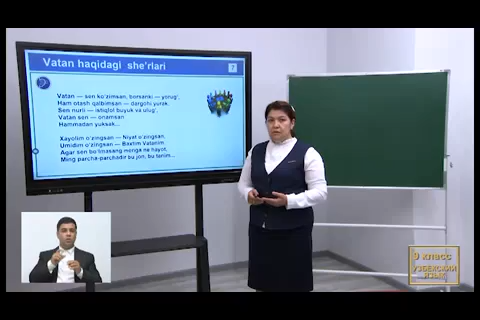 Vatan haqidagi she'rlari
7
Vatan — sen ko'zimsan, borsanki — yorug',
Ham otash qalbimsan — dargohi yurak.
Sen nurli — istiqlol buyuk va ulug',
Vatan sen — onamsan
Hammadan yuksak...
Xayolim o'zingsan — Niyat o'zingsan,
Umidim o'zingsan — Baxtim Vatanim.
Agar sen bo'lmasang menga na hayot,
Ming parcha-parchadir bu jon, bu tanim...
9 КЛАСС
УЗБЕКСКИЙ
ЯЗЫК